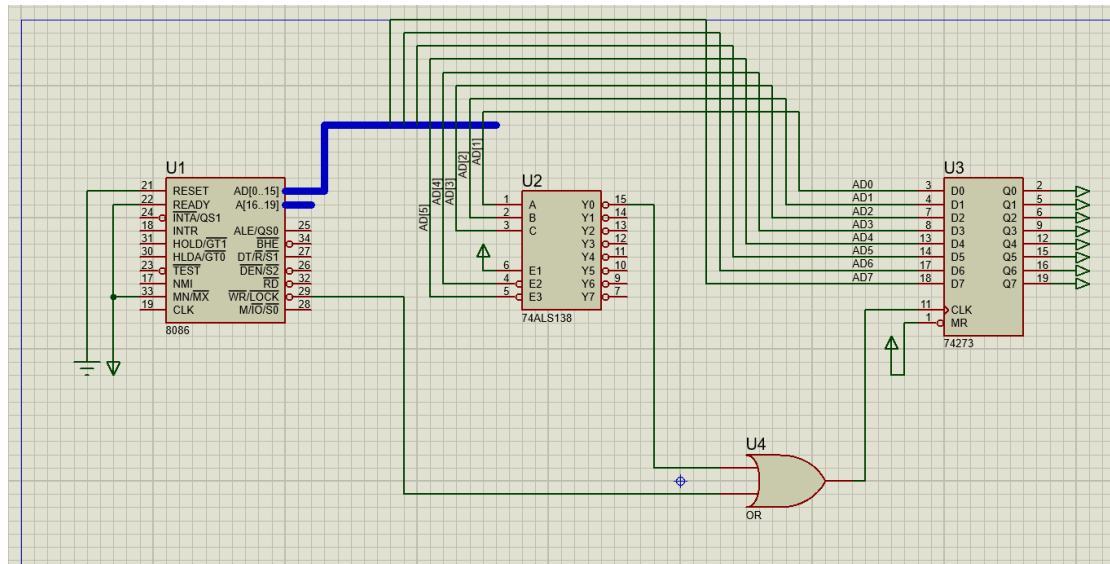 U1
21 RESET AD[0..15]
22 READY A[16..19]
24 INTA/QS1
18 INTR ALE/QS0 25
31 HOLD/GT1 BHE 34
30 HLDA/GT0 DT/R/S1 27
23 TEST DEN/S2 26
17 NMI RD 32
33 MN/MX WR/LOCK 29
19 CLK M/IO/S0 28
8086
AD[5]
AD[4]
AD[3]
AD[2]
AD[1]
U2
1 A Y0 15
2 B Y1 14
3 C Y2 13
Y3 12
Y4 11
6 E1 Y5 10
4 E2 Y6 9
5 E3 Y7 7
74ALS138
U3
AD0 3 D0 Q0 2
AD1 4 D1 Q1 5
AD2 7 D2 Q2 6
AD3 8 D3 Q3 9
AD4 13 D4 Q4 12
AD5 14 D5 Q5 15
AD6 17 D6 Q6 16
AD7 18 D7 Q7 19
11 CLK
1 MR
74273
U4
OR